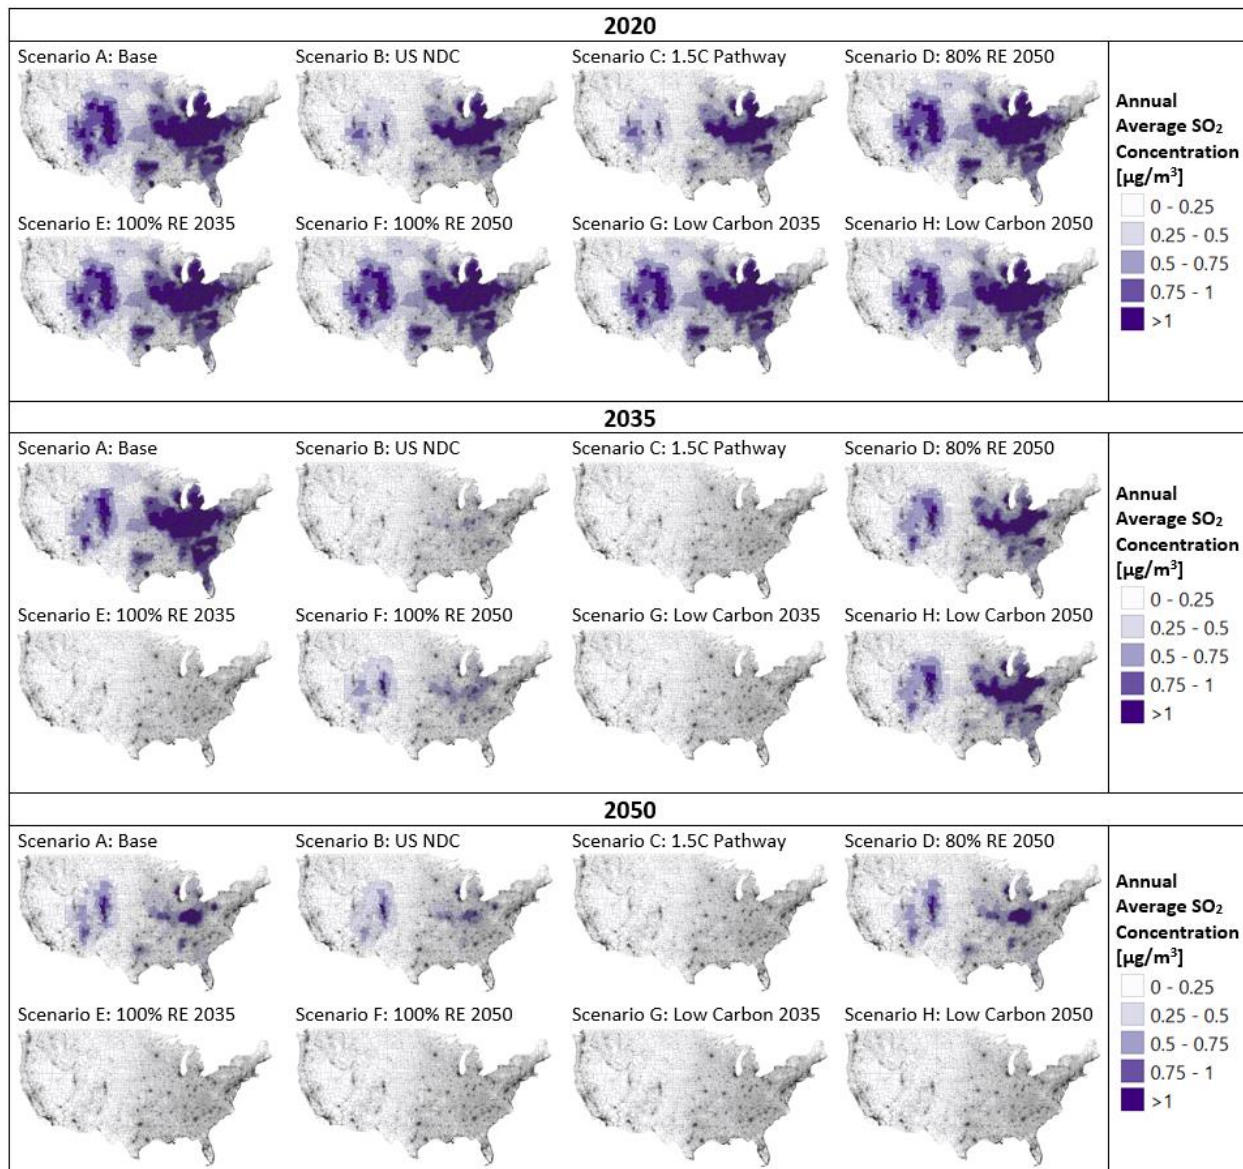 2020
Scenario A: Base
Scenario B: US NDC
Scenario C: 1.5C Pathway
Scenario D: 80% RE 2050
Scenario E: 100% RE 2035
Scenario F: 100% RE 2050
Scenario G: Low Carbon 2035
Scenario H: Low Carbon 2050
Annual
Average SO₂
Concentration
[µg/m³]
0 - 0.25
0.25 - 0.5
0.5 - 0.75
0.75 - 1
>1
2035
Scenario A: Base
Scenario B: US NDC
Scenario C: 1.5C Pathway
Scenario D: 80% RE 2050
Scenario E: 100% RE 2035
Scenario F: 100% RE 2050
Scenario G: Low Carbon 2035
Scenario H: Low Carbon 2050
Annual
Average SO₂
Concentration
[µg/m³]
0 - 0.25
0.25 - 0.5
0.5 - 0.75
0.75 - 1
>1
2050
Scenario A: Base
Scenario B: US NDC
Scenario C: 1.5C Pathway
Scenario D: 80% RE 2050
Scenario E: 100% RE 2035
Scenario F: 100% RE 2050
Scenario G: Low Carbon 2035
Scenario H: Low Carbon 2050
Annual
Average SO₂
Concentration
[µg/m³]
0 - 0.25
0.25 - 0.5
0.5 - 0.75
0.75 - 1
>1